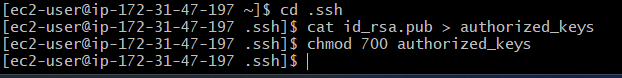 [ec2-user@ip-172-31-47-197 ~]$ cd .ssh
[ec2-user@ip-172-31-47-197 .ssh]$ cat id_rsa.pub > authorized_keys
[ec2-user@ip-172-31-47-197 .ssh]$ chmod 700 authorized_keys
[ec2-user@ip-172-31-47-197 .ssh]$